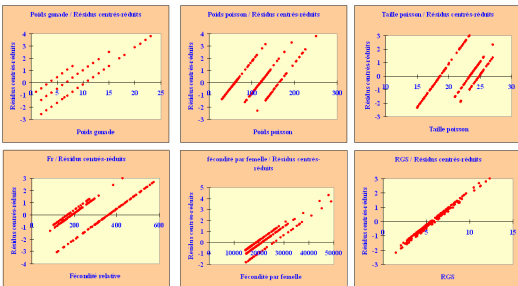 Poids gonade / Résidus centrés-réduits
Résidus centrés-réduits
4
3
2
1
0
-1
-2
-3
0 5 10 15 20 25
Poids gonade
Poids poisson / Résidus centrés-réduits
Résidus centrés-réduits
4
3
2
1
0
-1
-2
-3
0 100 200 300
Poids poisson
Taille poisson / Résidus centrés-réduits
Résidus centrés-réduits
3
2
1
0
-1
-2
-3
10 15 20 25 30
Taille poisson
Fr / Résidus centrés-réduits
Résidus centrés-réduits
3
2
1
0
-1
-2
-3
-4
0 200 400 600
Fécondité relative
fécondité par femelle / Résidus centrés-
réduits
Résidus centrés-réduits
5
4
3
2
1
0
-1
-2
0 10000 20000 30000 40000 50000
Fécondité par femelle
RGS / Résidus centrés-réduits
Résidus centrés-réduits
3
2
1
0
-1
-2
-3
0 5 10 15
RGS